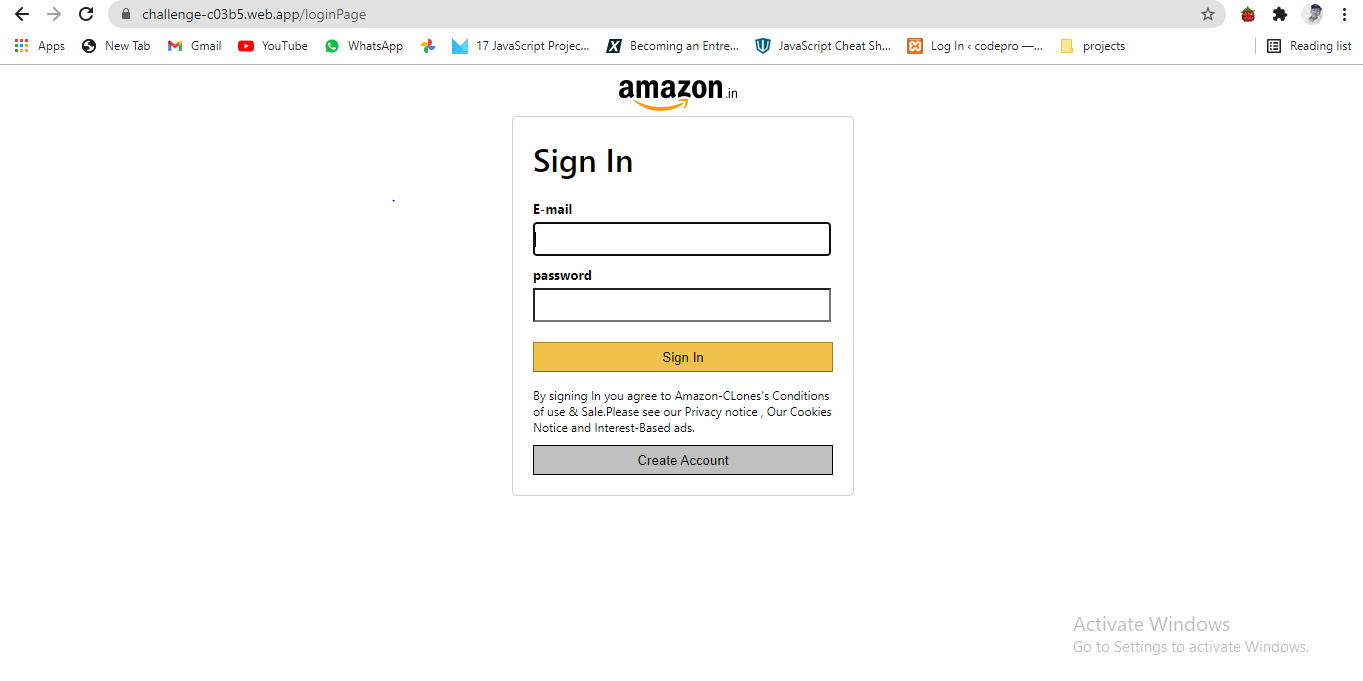 challenge-c03b5.web.app/loginPage
Apps New Tab Gmail YouTube WhatsApp 17 JavaScript Projec... Becoming an Entre... JavaScript Cheat Sh... Log In ‹ codepro —... projects Reading list
amazon.in
Sign In
E-mail
password
Sign In
By signing In you agree to Amazon-CLones's Conditions
of use & Sale.Please see our Privacy notice , Our Cookies
Notice and Interest-Based ads.
Create Account
Activate Windows
Go to Settings to activate Windows.